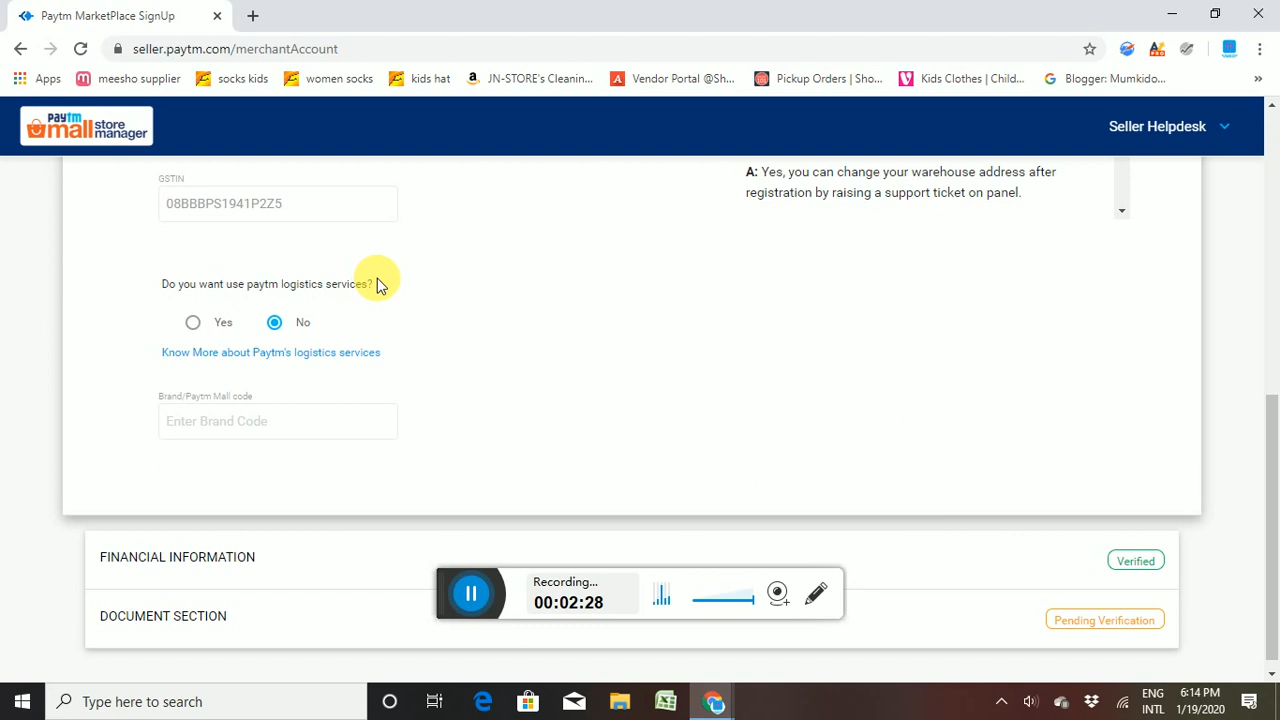 Paytm MarketPlace SignUp
seller.paytm.com/merchantAccount
Apps meesho supplier socks kids women socks kids hat JN-STORE's Cleanin... Vendor Portal @Sh... Pickup Orders | Sho... Kids Clothes | Child... Blogger: Mumkido... »
paytm mall store manager
Seller Helpdesk
GSTIN
08BBBPS1941P2Z5
A: Yes, you can change your warehouse address after
registration by raising a support ticket on panel.
Do you want use paytm logistics services?
Yes No
Know More about Paytm's logistics services
Brand/Paytm Mall code
Enter Brand Code
FINANCIAL INFORMATION Verified
Recording...
00:02:28
DOCUMENT SECTION Pending Verification
Type here to search
ENG 6:14 PM
INTL 1/19/2020